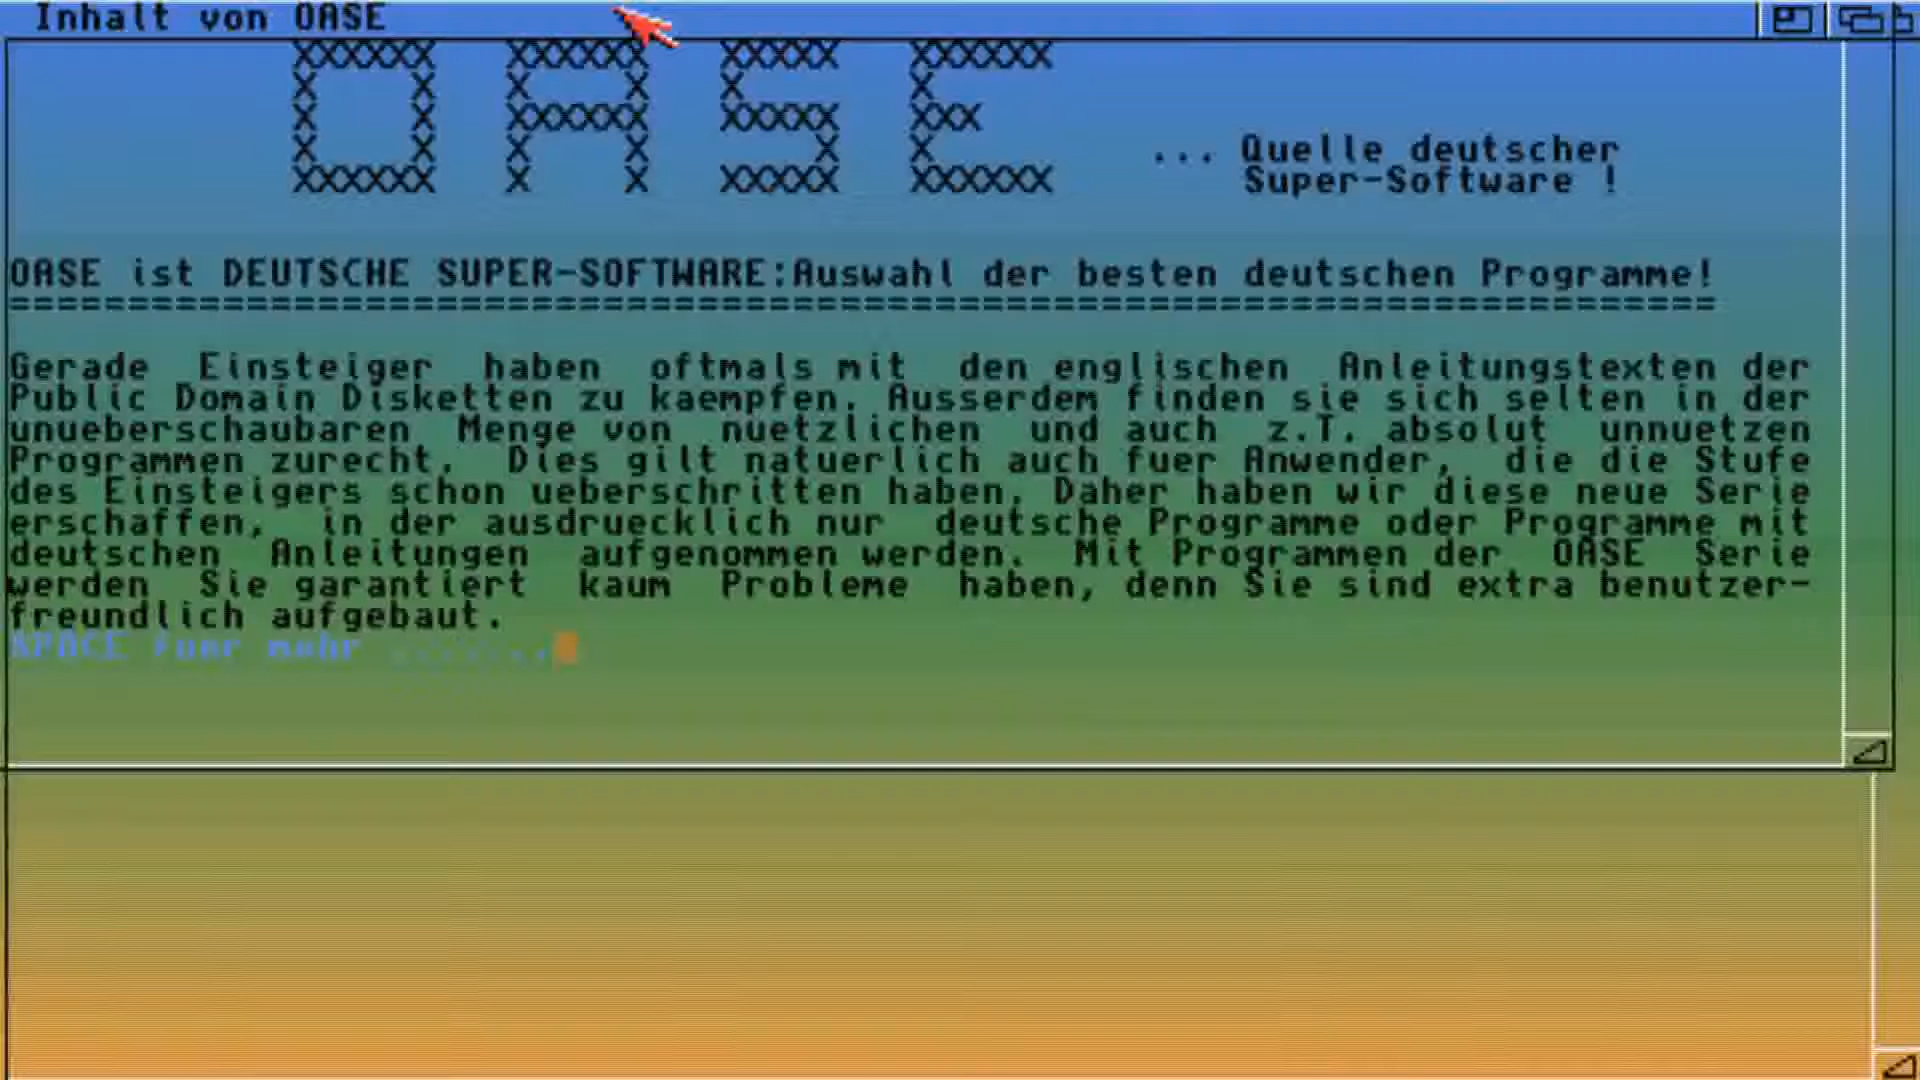 Inhalt von OASE
OASE
... Quelle deutscher
Super-Software !
OASE ist DEUTSCHE SUPER-SOFTWARE:Auswahl der besten deutschen Programme!
========================================================================
Gerade Einsteiger haben oftmals mit den englischen Anleitungstexten der
Public Domain Disketten zu kaempfen. Ausserdem finden sie sich selten in der
unueberschaubaren Menge von nuetzlichen und auch z.T. absolut unnuetzen
Programmen zurecht. Dies gilt natuerlich auch fuer Anwender, die die Stufe
des Einsteigers schon ueberschritten haben. Daher haben wir diese neue Serie
erschaffen, in der ausdruecklich nur deutsche Programme oder Programme mit
deutschen Anleitungen aufgenommen werden. Mit Programmen der OASE Serie
werden Sie garantiert kaum Probleme haben, denn Sie sind extra benutzer-
freundlich aufgebaut.
SPACE fuer mehr .......